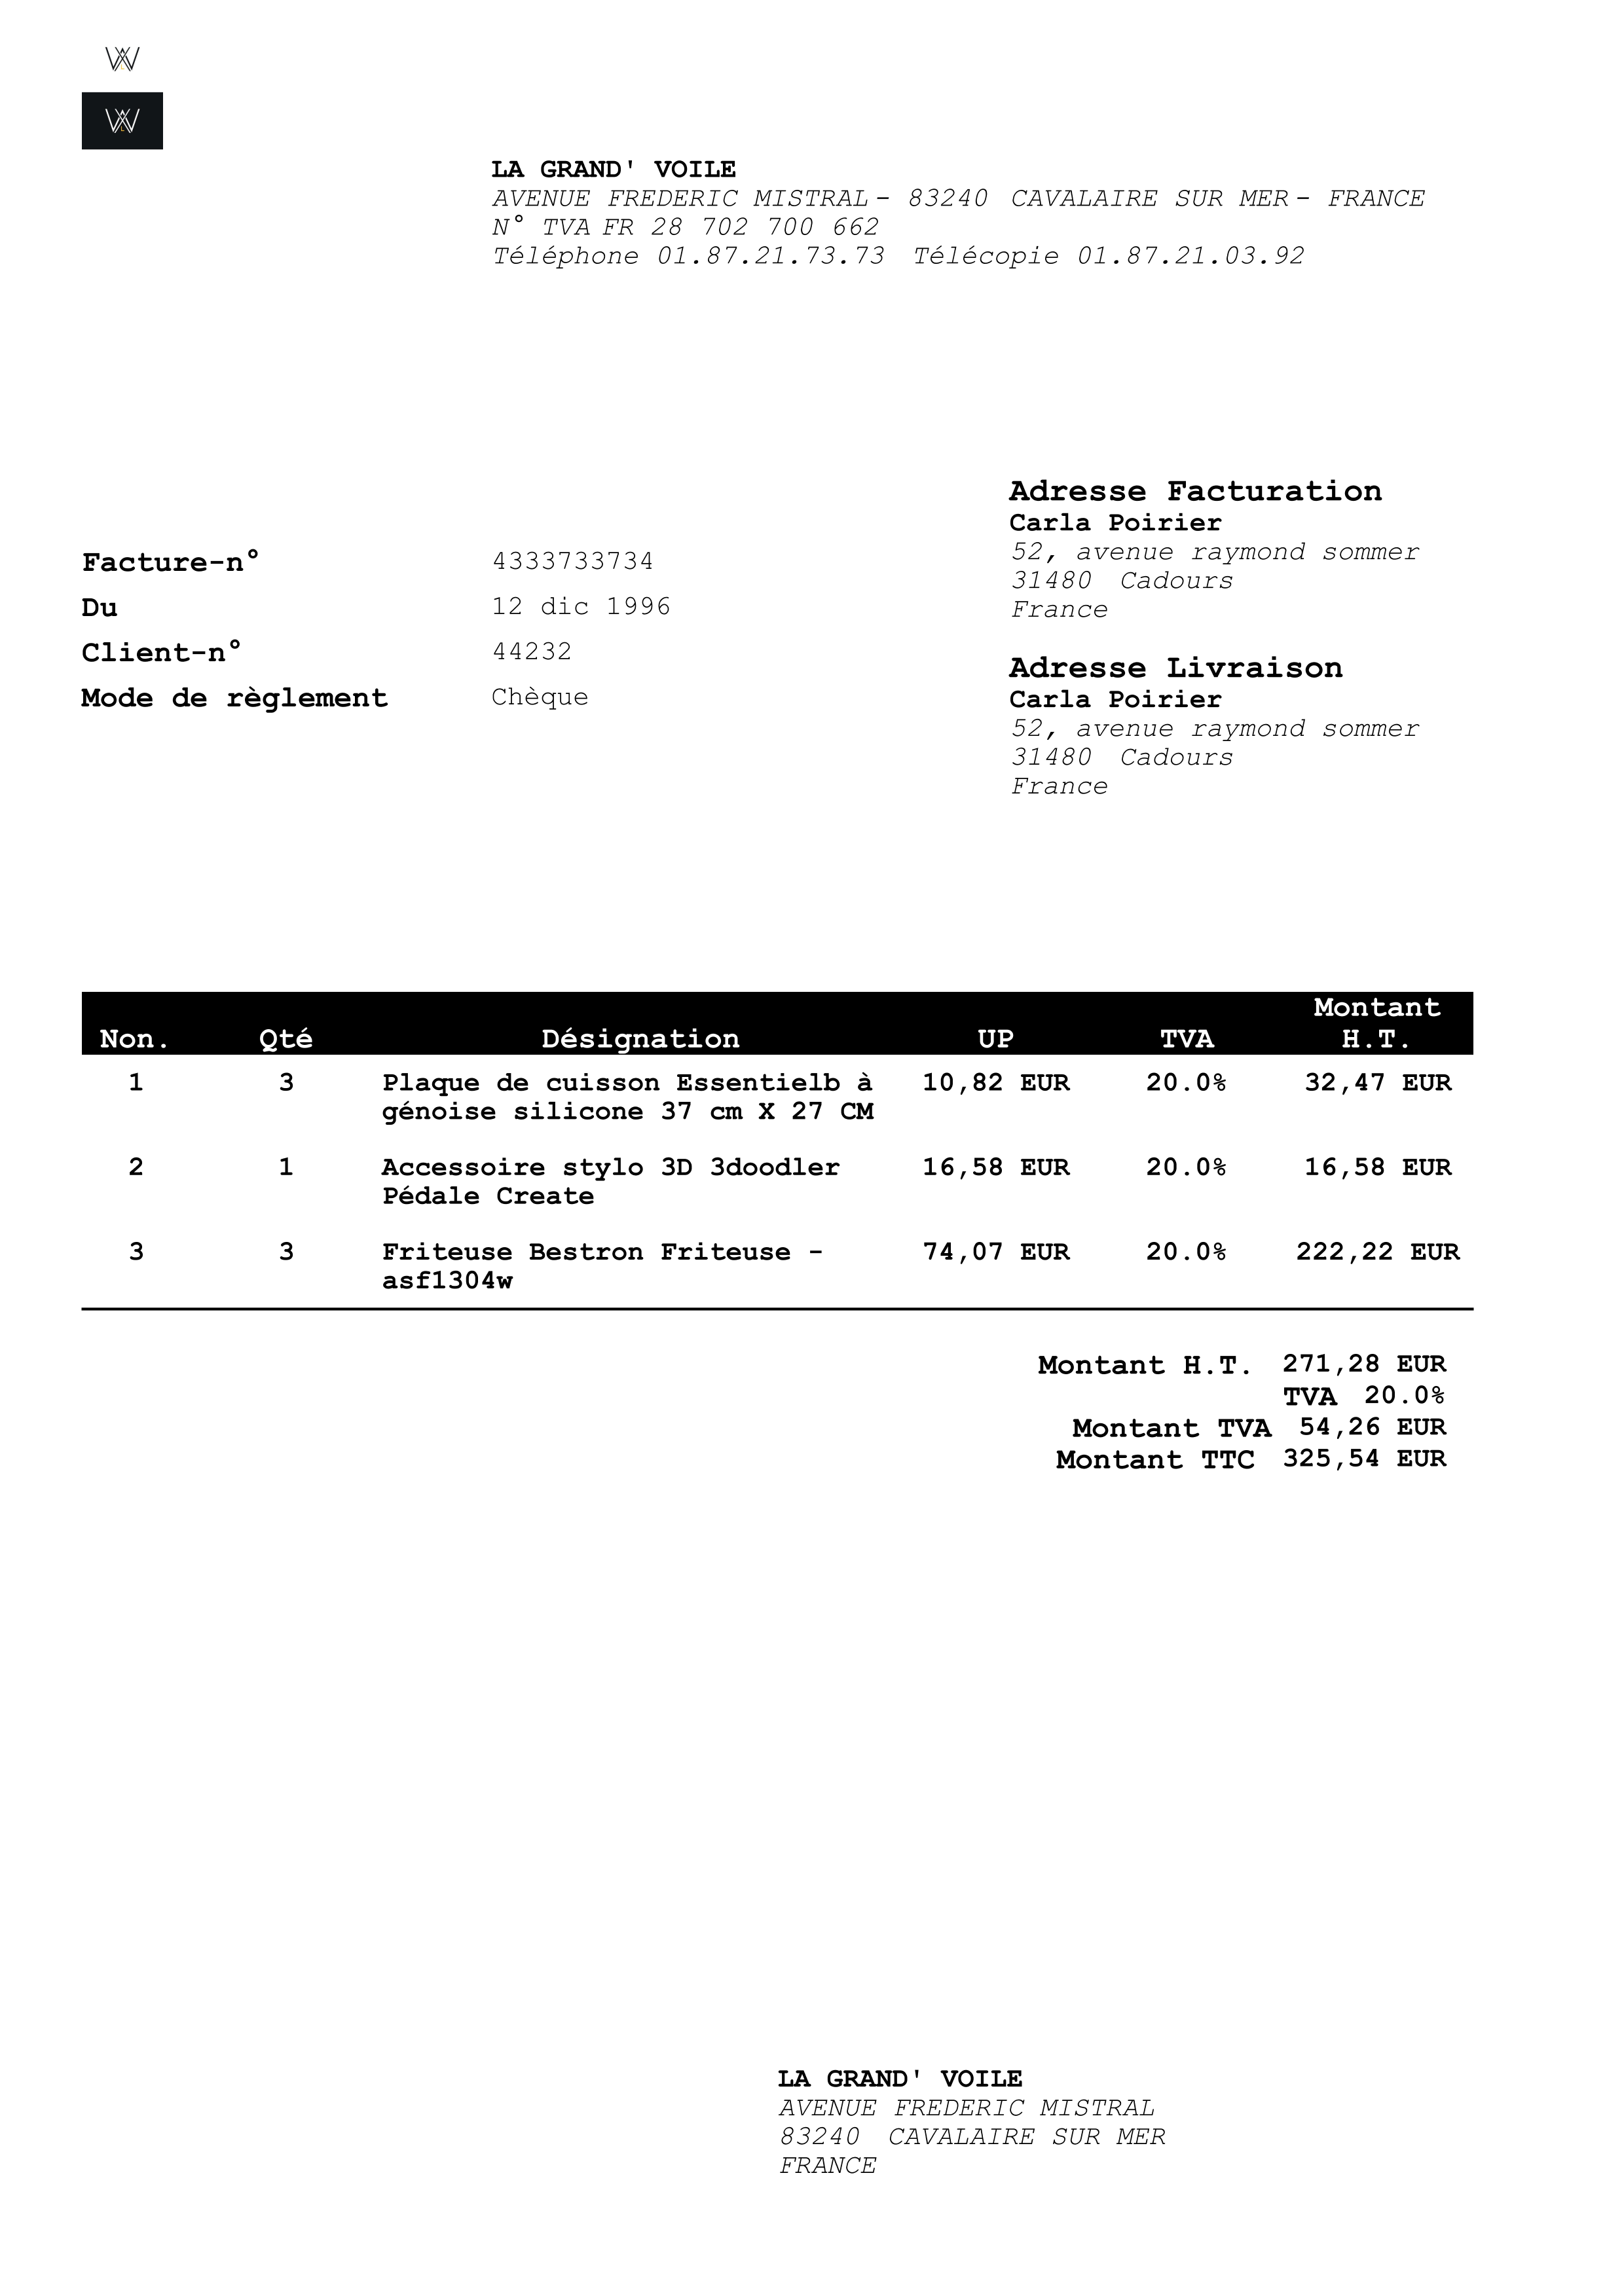 LA GRAND' VOILE
AVENUE FREDERIC MISTRAL - 83240 CAVALAIRE SUR MER - FRANCE
N° TVA FR 28 702 700 662
Téléphone 01.87.21.73.73 Télécopie 01.87.21.03.92
Facture-n° 4333733734
Du 12 dic 1996
Client-n° 44232
Mode de règlement Chèque
Adresse Facturation
Carla Poirier
52, avenue raymond sommer
31480 Cadours
France
Adresse Livraison
Carla Poirier
52, avenue raymond sommer
31480 Cadours
France
Non. Qté Désignation UP TVA Montant H.T.
1 3 Plaque de cuisson Essentielb à 10,82 EUR 20.0% 32,47 EUR
génoise silicone 37 cm X 27 CM
2 1 Accessoire stylo 3D 3doodler 16,58 EUR 20.0% 16,58 EUR
Pédale Create
3 3 Friteuse Bestron Friteuse - 74,07 EUR 20.0% 222,22 EUR
asf1304w
Montant H.T. 271,28 EUR
TVA 20.0%
Montant TVA 54,26 EUR
Montant TTC 325,54 EUR
LA GRAND' VOILE
AVENUE FREDERIC MISTRAL
83240 CAVALAIRE SUR MER
FRANCE